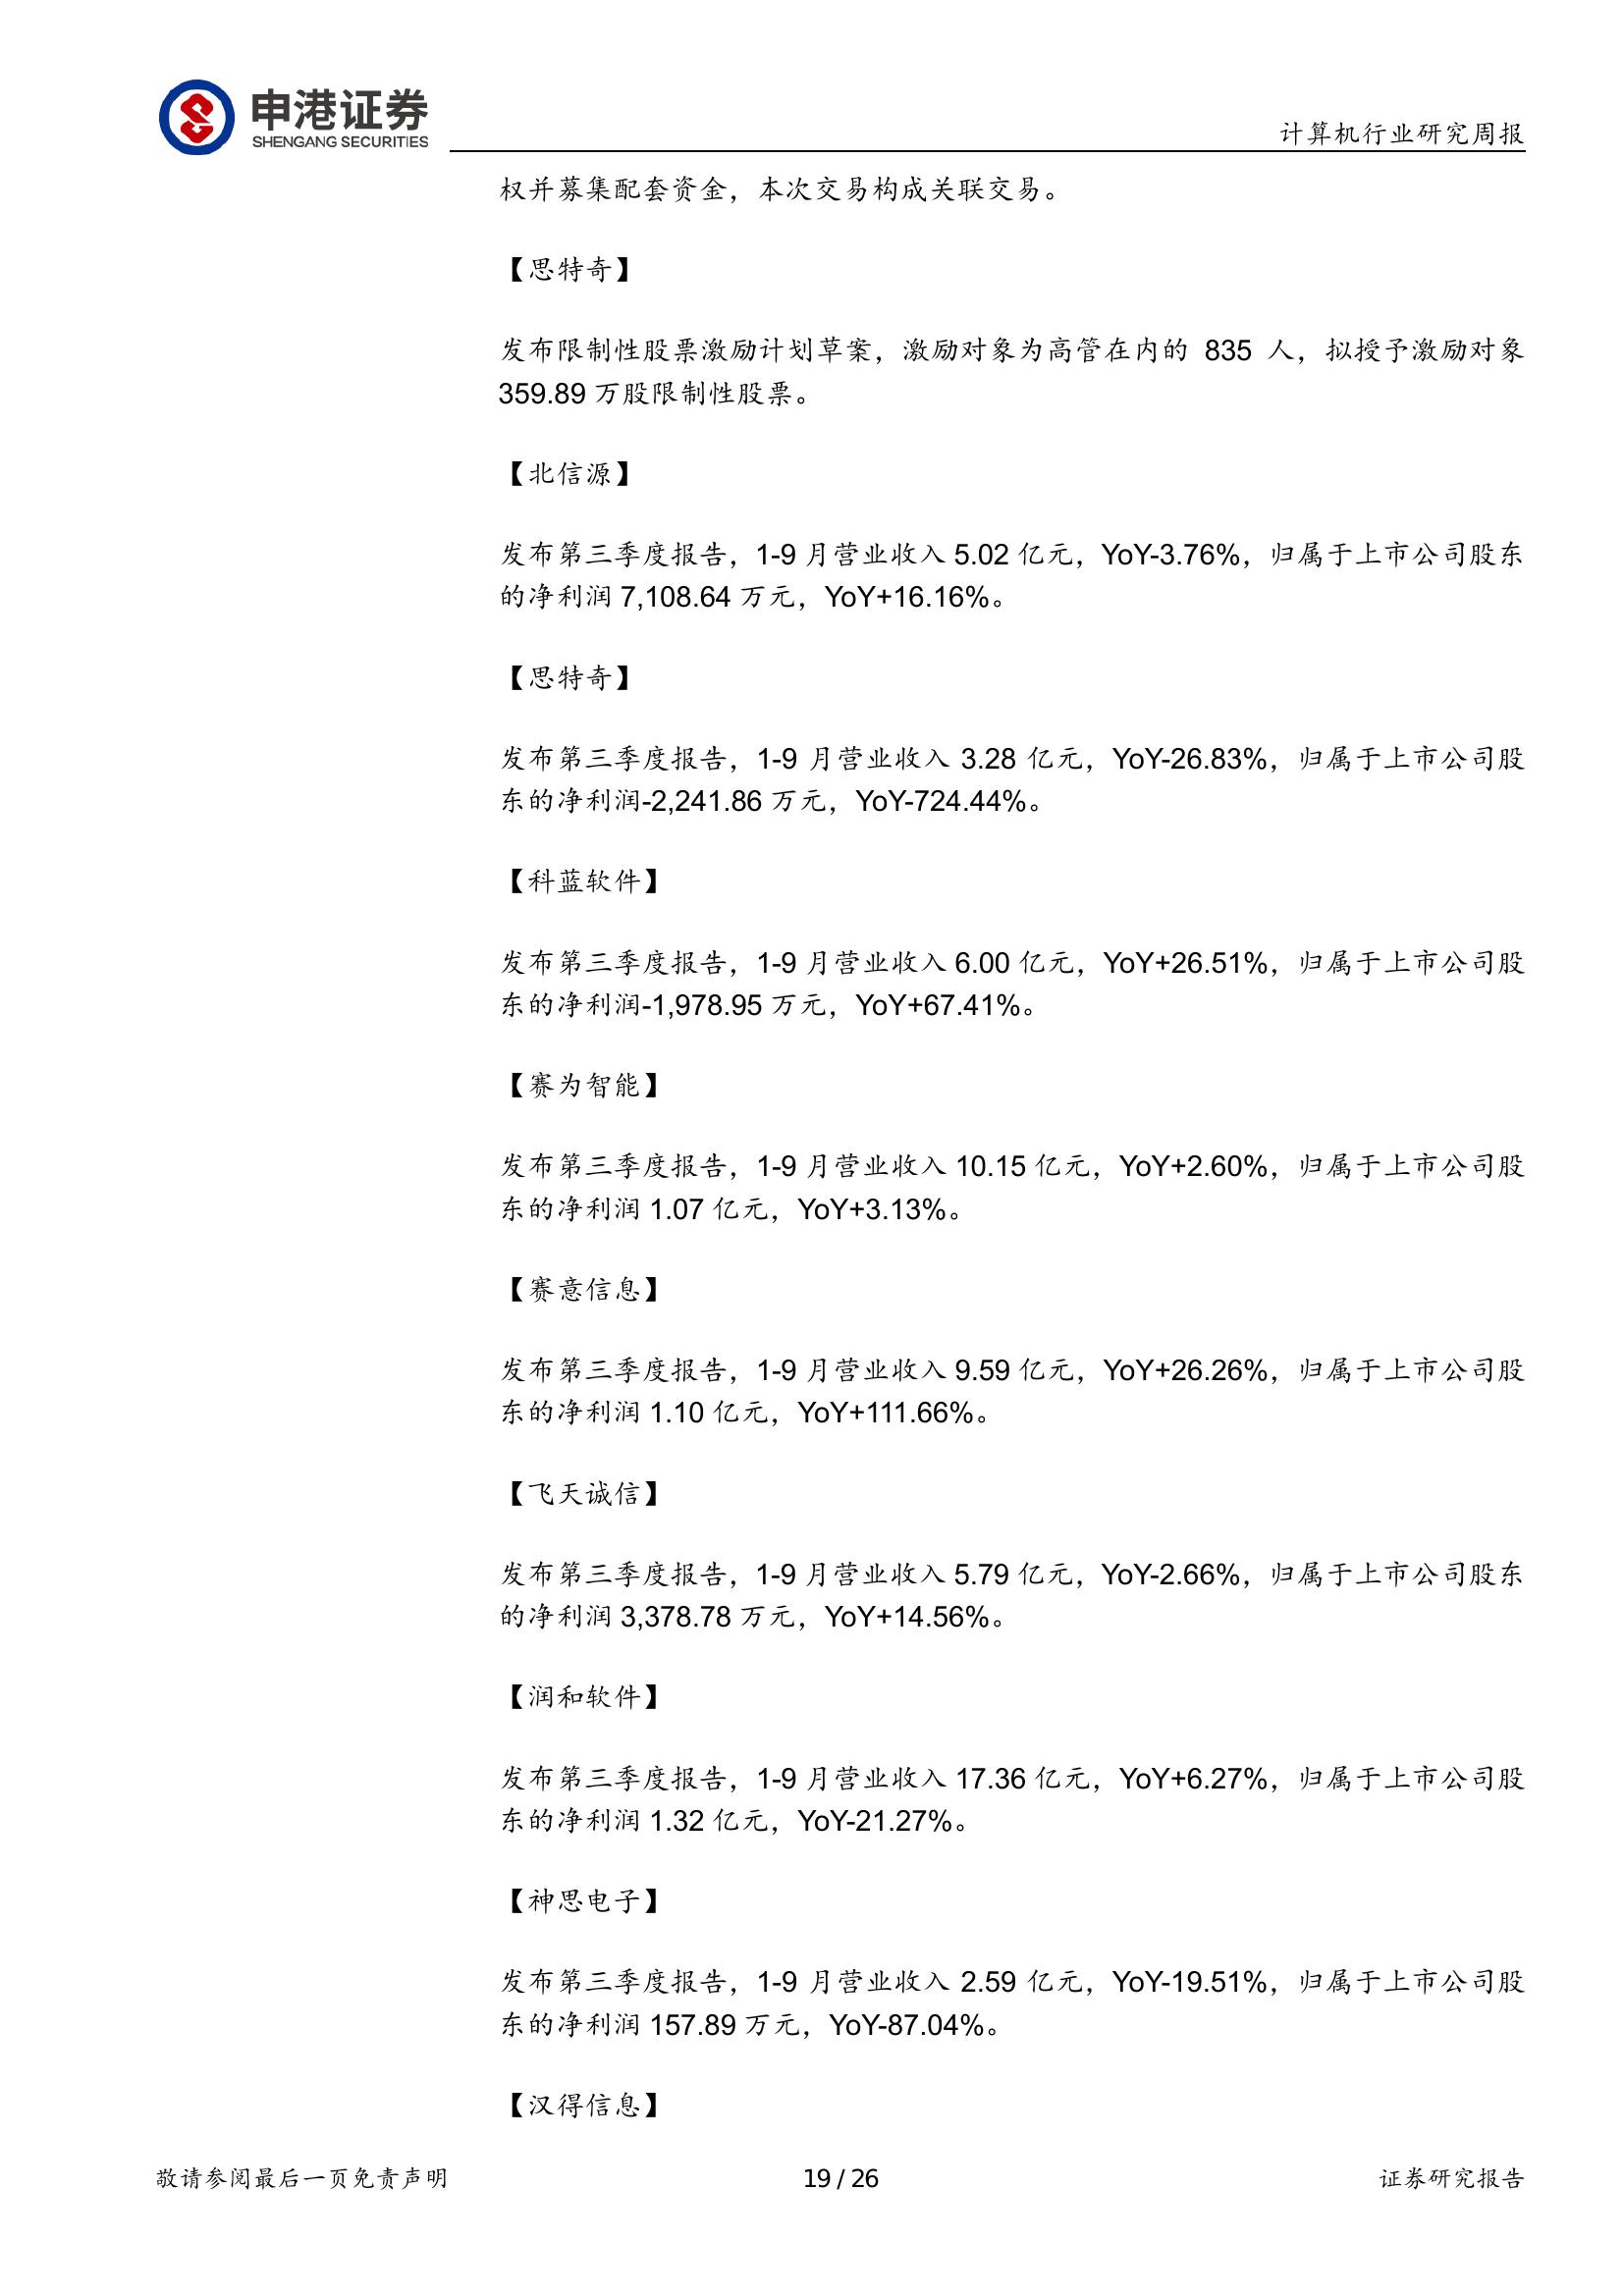 申港证券
SHENGANG SECURITIES
计算机行业研究周报
权并募集配套资金，本次交易构成关联交易。
【思特奇】
发布限制性股票激励计划草案，激励对象为高管在内的 835 人，拟授予激励对象
359.89 万股限制性股票。
【北信源】
发布第三季度报告，1-9 月营业收入 5.02 亿元，YoY-3.76%，归属于上市公司股东
的净利润 7,108.64 万元，YoY+16.16%。
【思特奇】
发布第三季度报告，1-9 月营业收入 3.28 亿元，YoY-26.83%，归属于上市公司股
东的净利润-2,241.86 万元，YoY-724.44%。
【科蓝软件】
发布第三季度报告，1-9 月营业收入 6.00 亿元，YoY+26.51%，归属于上市公司股
东的净利润-1,978.95 万元，YoY+67.41%。
【赛为智能】
发布第三季度报告，1-9 月营业收入 10.15 亿元，YoY+2.60%，归属于上市公司股
东的净利润 1.07 亿元，YoY+3.13%。
【赛意信息】
发布第三季度报告，1-9 月营业收入 9.59 亿元，YoY+26.26%，归属于上市公司股
东的净利润 1.10 亿元，YoY+111.66%。
【飞天诚信】
发布第三季度报告，1-9 月营业收入 5.79 亿元，YoY-2.66%，归属于上市公司股东
的净利润 3,378.78 万元，YoY+14.56%。
【润和软件】
发布第三季度报告，1-9 月营业收入 17.36 亿元，YoY+6.27%，归属于上市公司股
东的净利润 1.32 亿元，YoY-21.27%。
【神思电子】
发布第三季度报告，1-9 月营业收入 2.59 亿元，YoY-19.51%，归属于上市公司股
东的净利润 157.89 万元，YoY-87.04%。
【汉得信息】
敬请参阅最后一页免责声明
19 / 26
证券研究报告